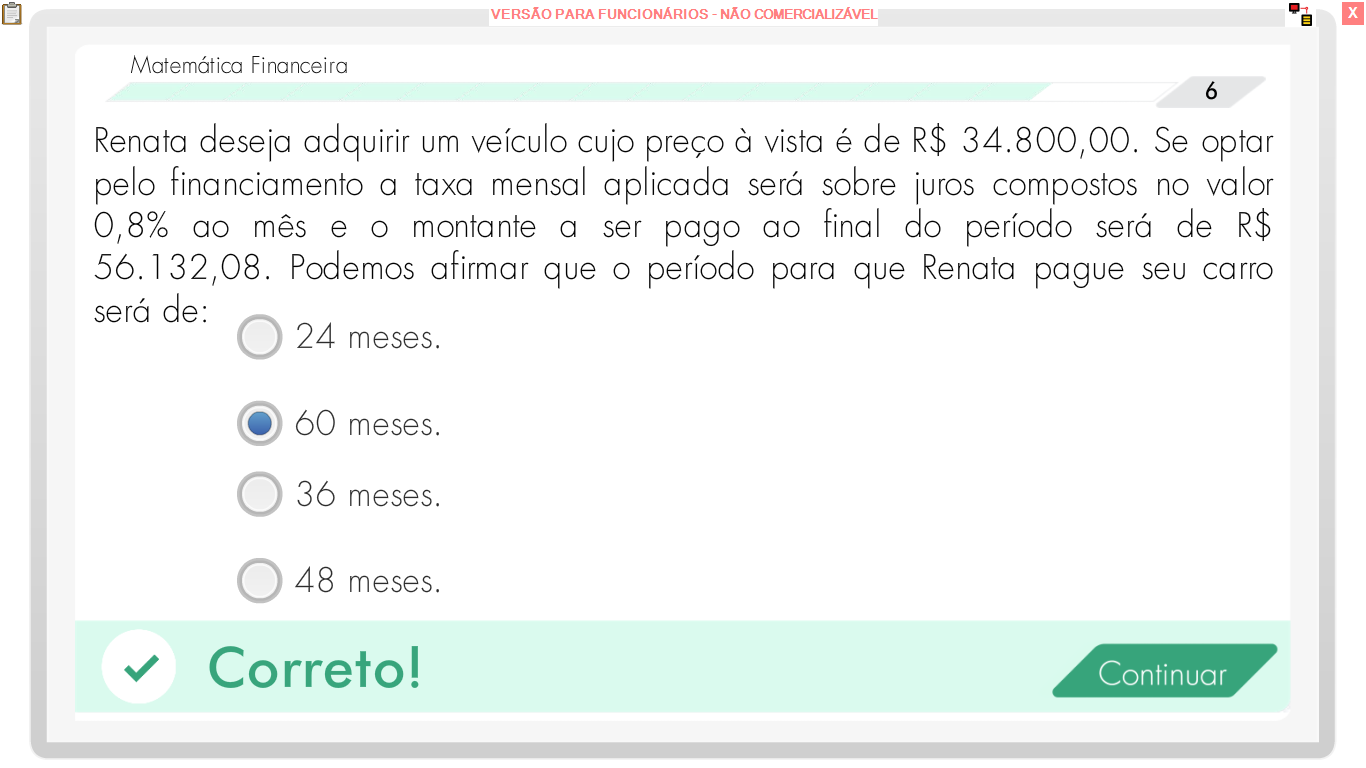 VERSÃO PARA FUNCIONÁRIOS - NÃO COMERCIALIZÁVEL
X
Matemática Financeira
6
Renata deseja adquirir um veículo cujo preço à vista é de R$ 34.800,00. Se optar
pelo financiamento a taxa mensal aplicada será sobre juros compostos no valor
0,8% ao mês e o montante a ser pago ao final do período será de R$
56.132,08. Podemos afirmar que o período para que Renata pague seu carro
será de:
24 meses.
60 meses.
36 meses.
48 meses.
Correto!
Continuar